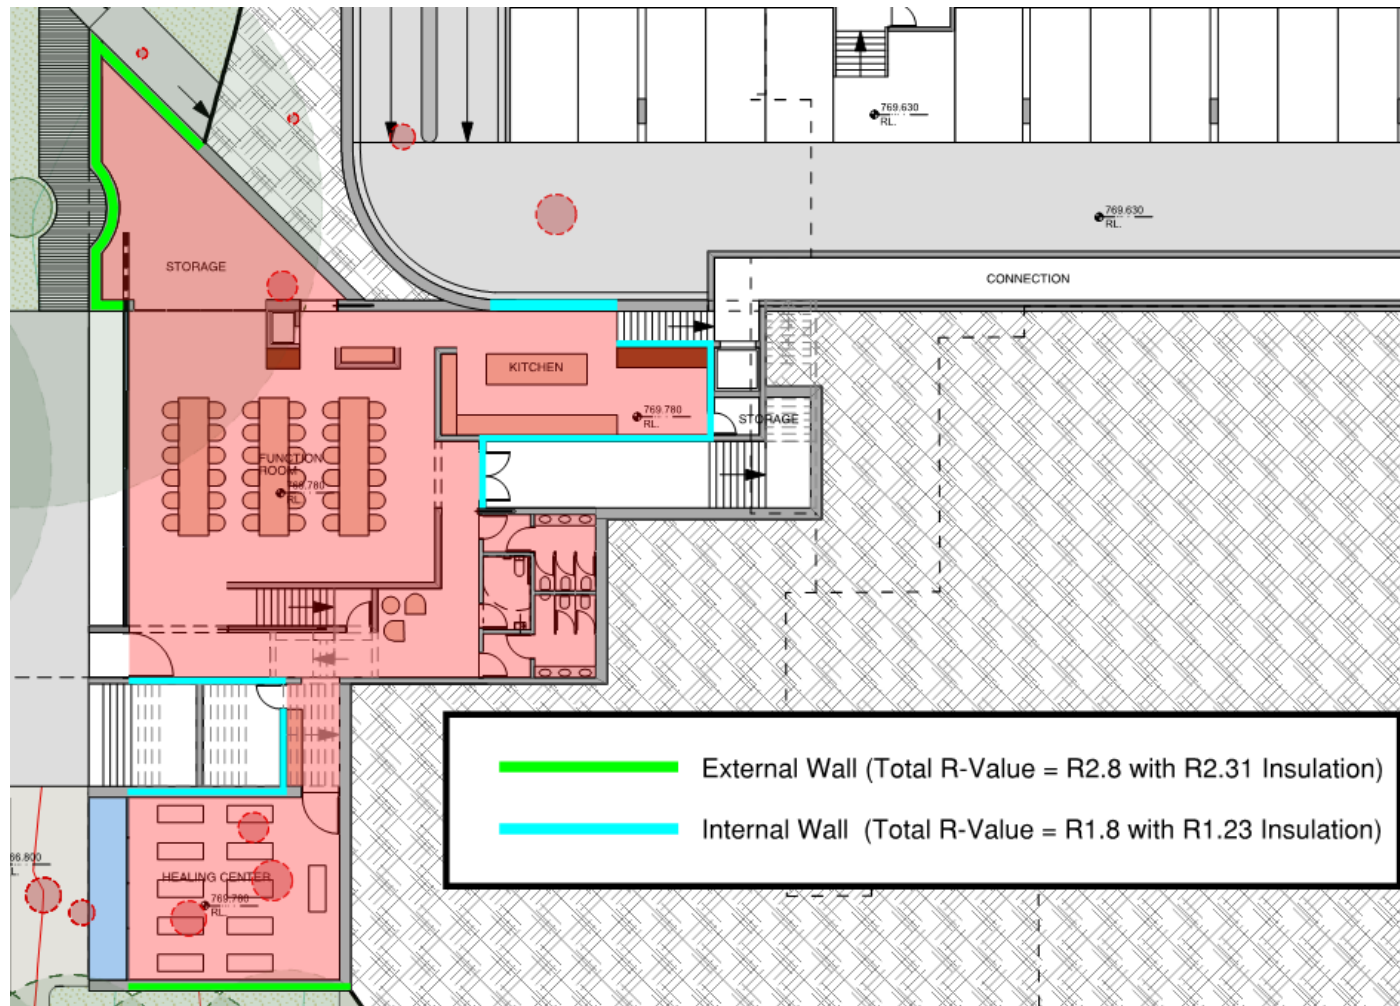 769.630
RL.
769.630
RL.
STORAGE
CONNECTION
KITCHEN
769.780
RL.
STORAGE
FUNCTION
ROOM
769.780
RL.
External Wall (Total R-Value = R2.8 with R2.31 Insulation)
Internal Wall (Total R-Value = R1.8 with R1.23 Insulation)
66.800
L.
HEALING CENTER
769.780
RL.